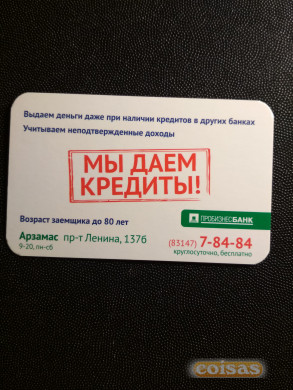 Выдаем деньги даже при наличии кредитов в других банках
Учитываем неподтвержденные доходы
МЫ ДАЕМ
КРЕДИТЫ!
Возраст заемщика до 80 лет
ПРОБИЗНЕСБАНК
Арзамас пр-т Ленина, 137б
9-20, пн-сб
(83147) 7-84-84
круглосуточно, бесплатно
coisas